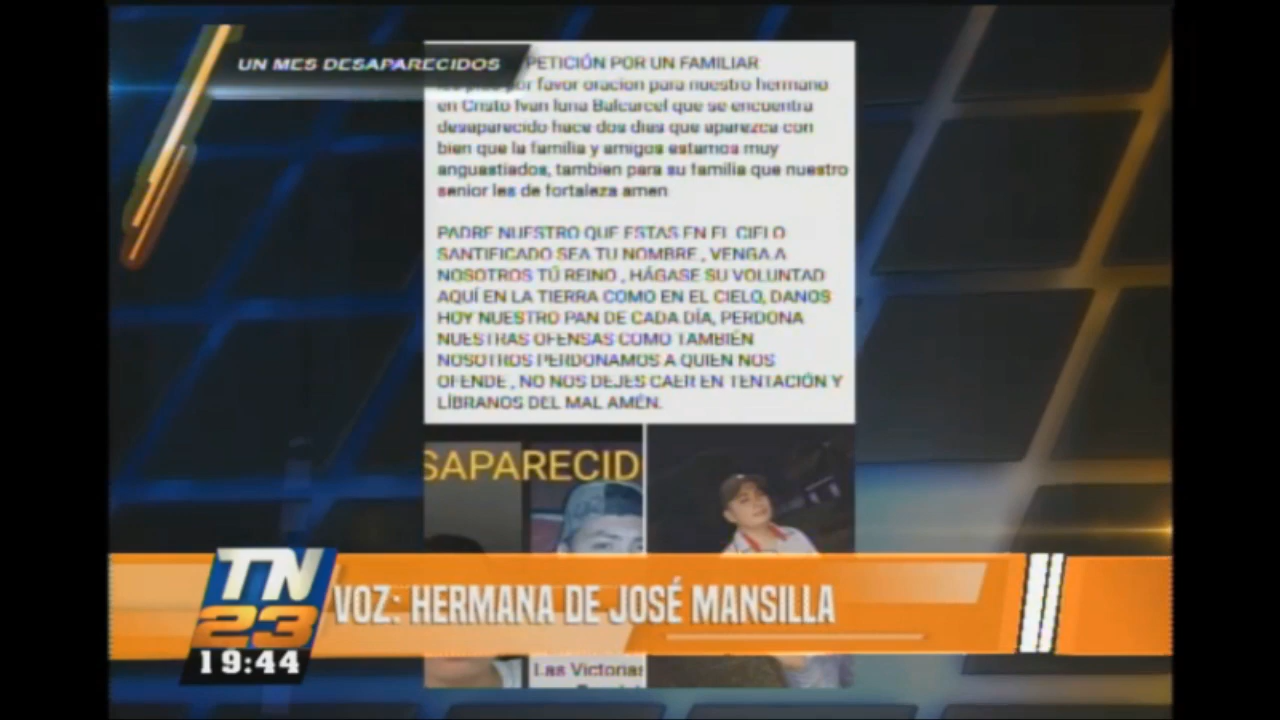 UN MES DESAPARECIDOS
PETICIÓN POR UN FAMILIAR
por favor oracion para nuestro hermano
en Cristo Ivan luna Balcarcel que se encuentra
desaparecido hace dos dias que aparezca con
bien que la familia y amigos estamos muy
anguastiados, tambien para su familia que nuestro
senior les de fortaleza amen
PADRE NUESTRO QUE ESTAS EN EL CIELO
SANTIFICADO SEA TU NOMBRE , VENGA A
NOSOTROS TÚ REINO , HÁGASE SU VOLUNTAD
AQUÍ EN LA TIERRA COMO EN EL CIELO, DANOS
HOY NUESTRO PAN DE CADA DÍA, PERDONA
NUESTRAS OFENSAS COMO TAMBIÉN
NOSOTROS PERDONAMOS A QUIEN NOS
OFENDE , NO NOS DEJES CAER EN TENTACIÓN Y
LÍBRANOS DEL MAL AMÉN.
SAPARECID
TN
23
VOZ: HERMANA DE JOSÉ MANSILLA
19:44
Las Victorias